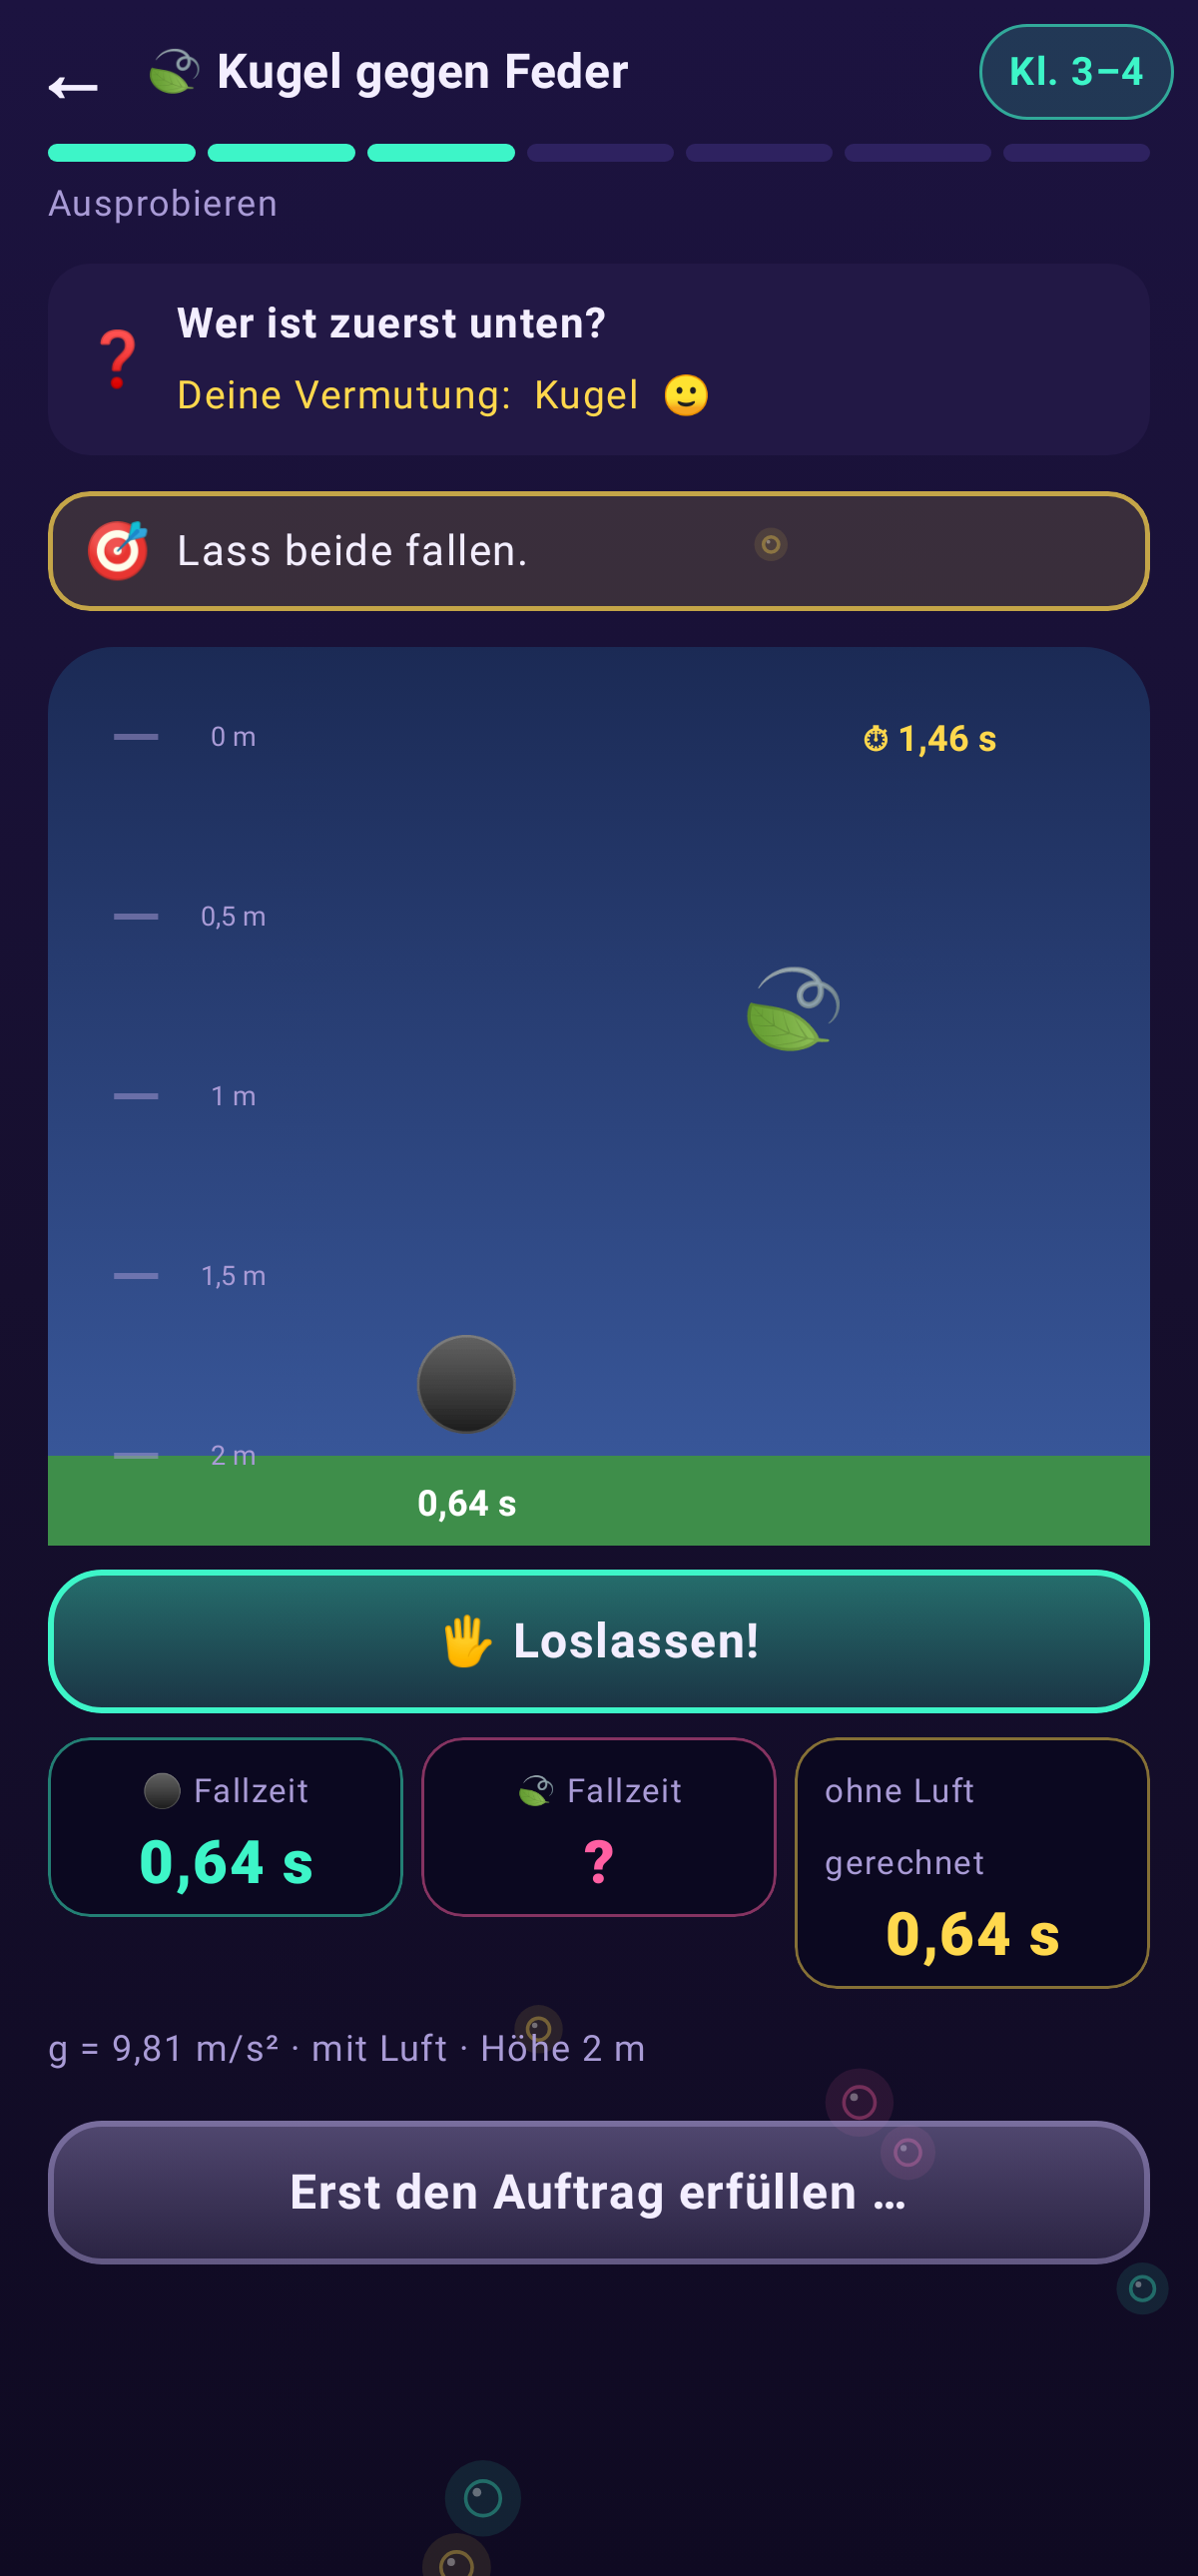 Kugel gegen Feder
Kl. 3–4
Ausprobieren
Wer ist zuerst unten?
Deine Vermutung: Kugel 🙂
Lass beide fallen.
0 m
⏱ 1,46 s
0,5 m
1 m
1,5 m
2 m
0,64 s
🖐 Loslassen!
Fallzeit
0,64 s
Fallzeit
?
ohne Luft
gerechnet
0,64 s
g = 9,81 m/s² · mit Luft · Höhe 2 m
Erst den Auftrag erfüllen …